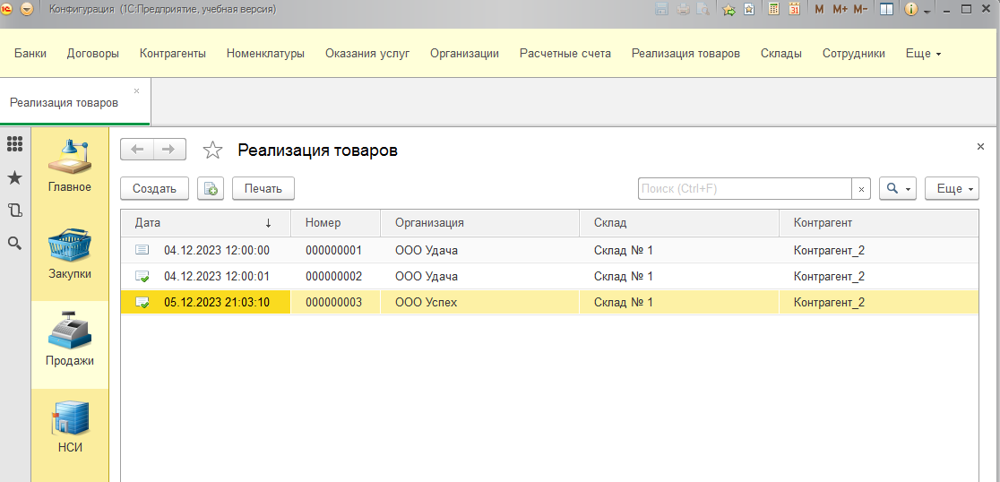 Конфигурация (1С:Предприятие, учебная версия)
31 M M+ M-
Банки Договоры Контрагенты Номенклатуры Оказания услуг Организации Расчетные счета Реализация товаров Склады Сотрудники Еще
Реализация товаров
Главное
Закупки
Продажи
НСИ
Реализация товаров
Создать Печать Поиск (Ctrl+F) Еще
Дата Номер Организация Склад Контрагент
04.12.2023 12:00:00 000000001 ООО Удача Склад № 1 Контрагент_2
04.12.2023 12:00:01 000000002 ООО Удача Склад № 1 Контрагент_2
05.12.2023 21:03:10 000000003 ООО Успех Склад № 1 Контрагент_2